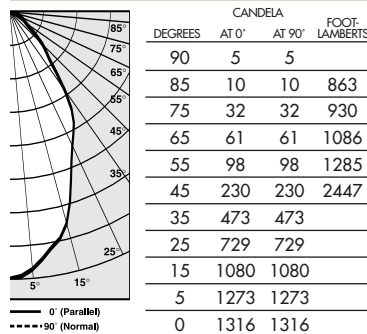 85°
75°
65°
55°
45°
35°
25°
15°
5°
0° (Parallel)
90° (Normal)
CANDELA
DEGREES AT 0° AT 90° FOOT-LAMBERTS
90 5 5
85 10 10 863
75 32 32 930
65 61 61 1086
55 98 98 1285
45 230 230 2447
35 473 473
25 729 729
15 1080 1080
5 1273 1273
0 1316 1316